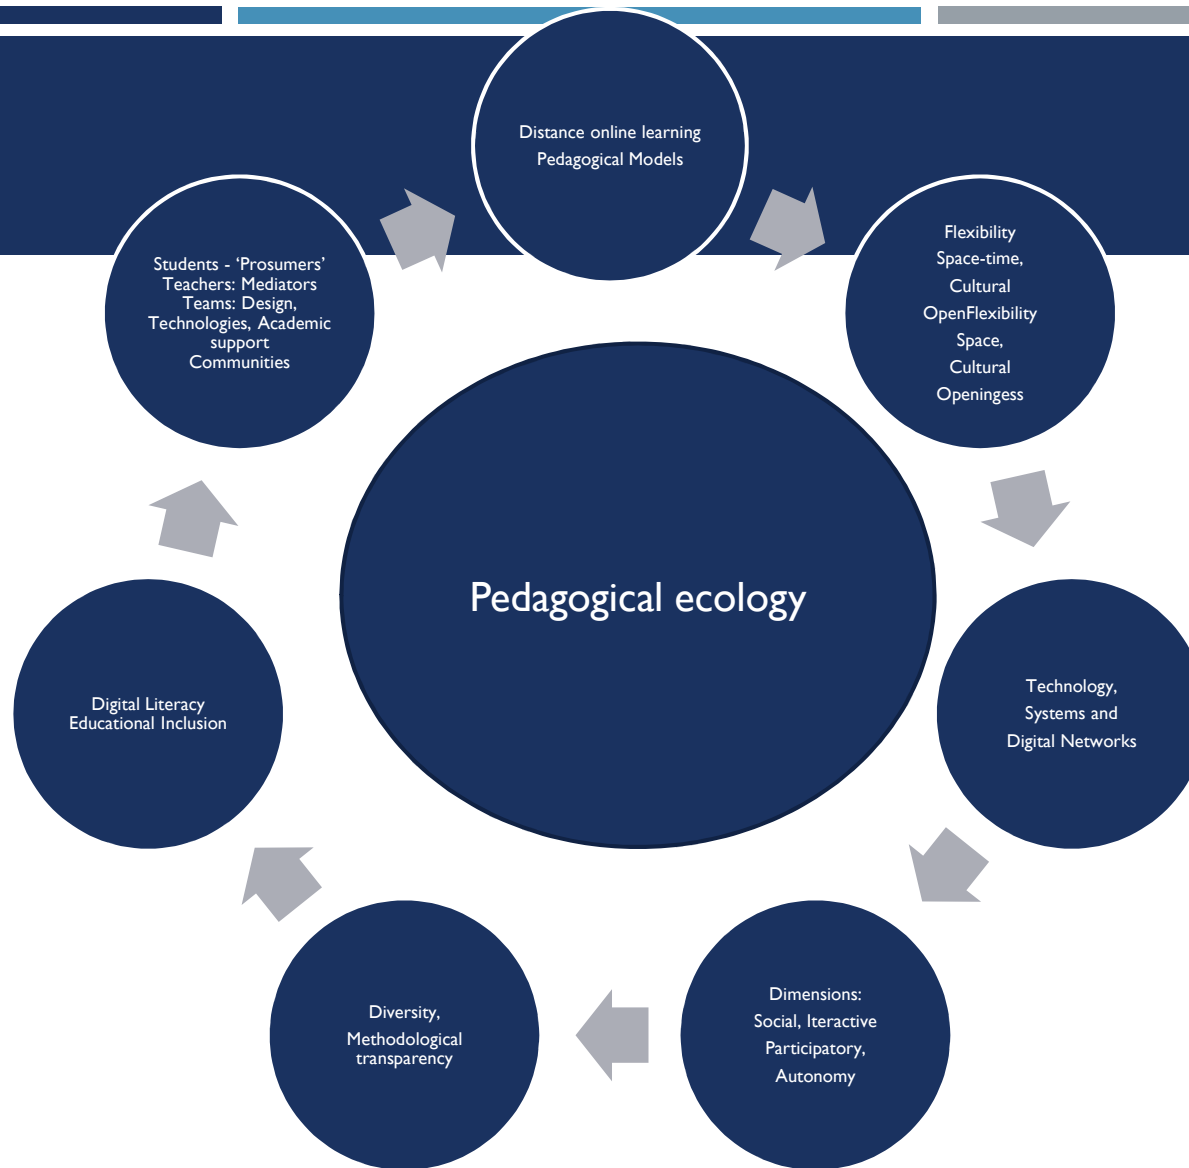 Distance online learning
Pedagogical Models
Flexibility
Space-time,
Cultural
OpenFlexibility
Space,
Cultural
Openingess
Technology,
Systems and
Digital Networks
Dimensions:
Social, Iteractive
Participatory,
Autonomy
Diversity,
Methodological
transparency
Digital Literacy
Educational Inclusion
Students - ‘Prosumers’
Teachers: Mediators
Teams: Design,
Technologies, Academic
support
Communities
Pedagogical ecology